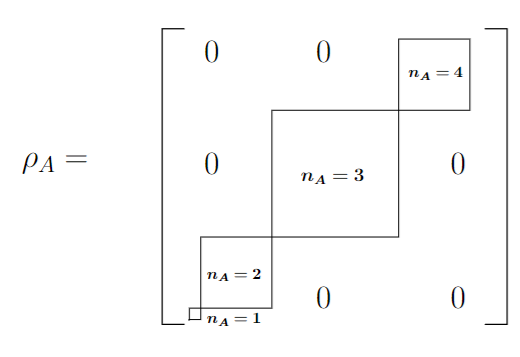 0 0 n_A = 4
ρ_A = 0 n_A = 3 0
n_A = 2
0 0
n_A = 1